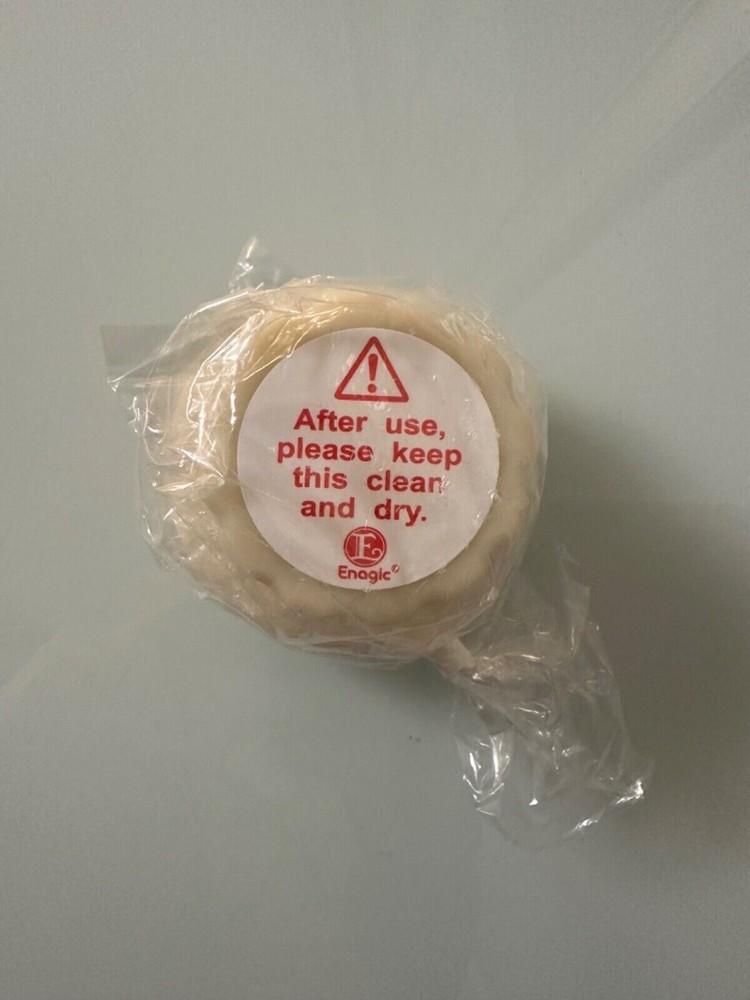 After use,
please keep
this clean
and dry.
E
Enagic®